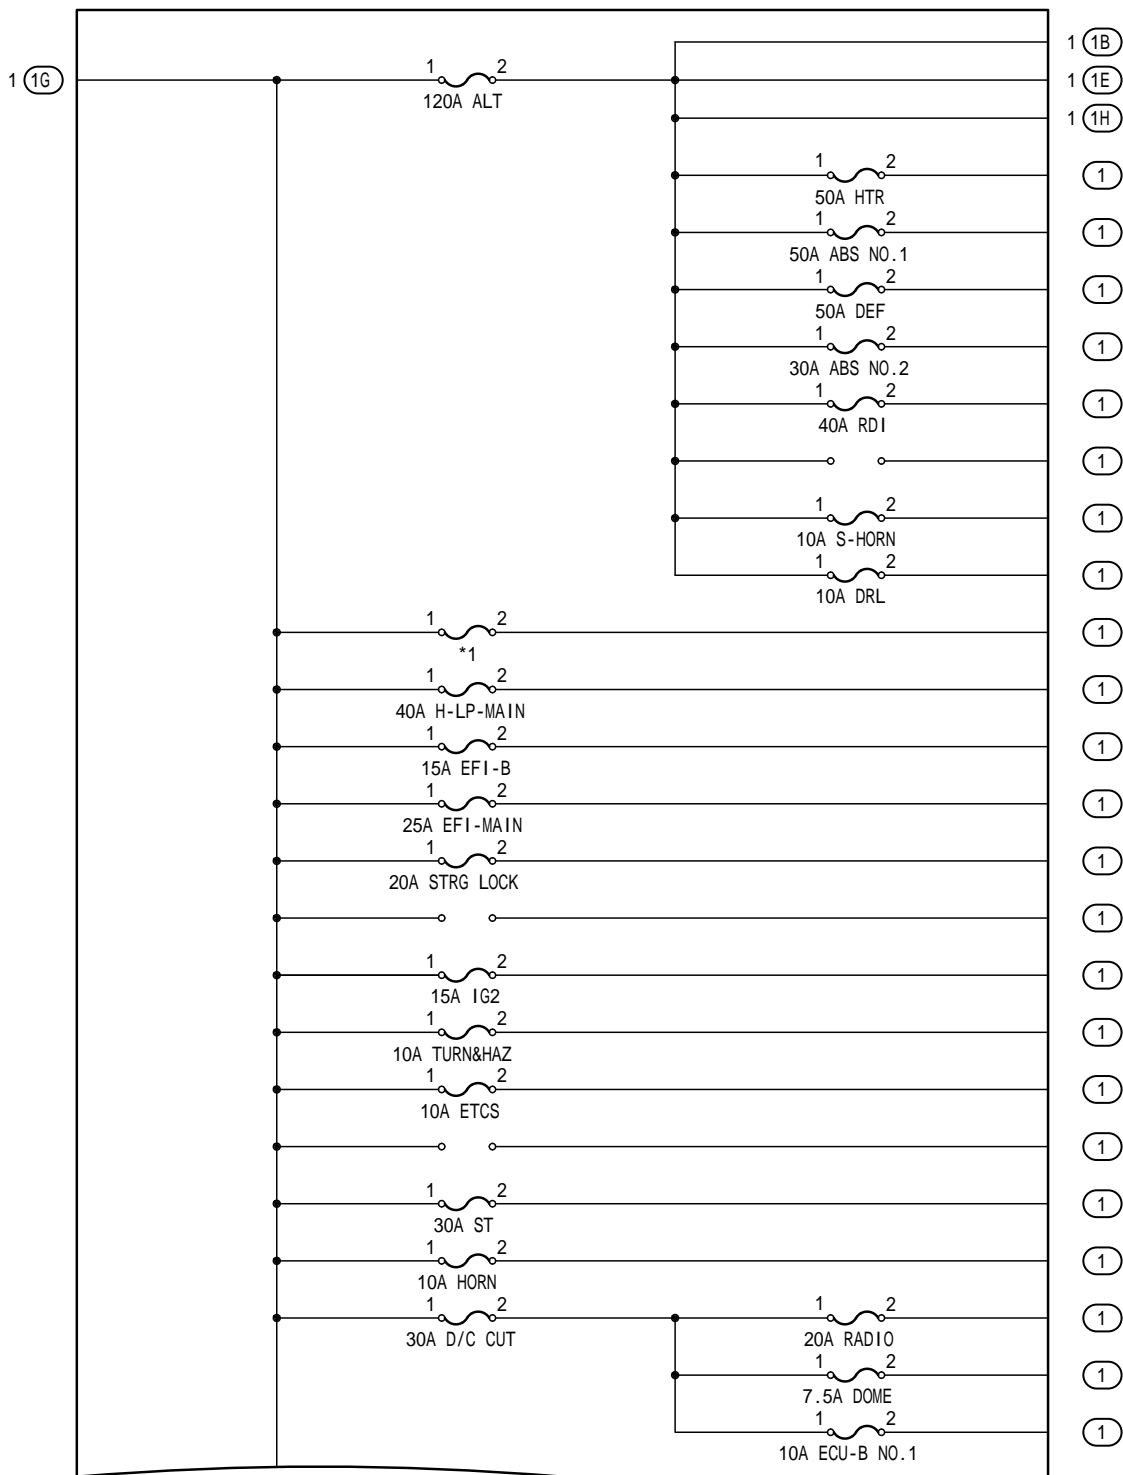 1 1B
1 1G
1 2
120A ALT
1 1E
1 1H
1 2
50A HTR
1
1 2
50A ABS NO.1
1
1 2
50A DEF
1
1 2
30A ABS NO.2
1
1 2
40A RDI
1
1
1 2
10A S-HORN
1
1 2
10A DRL
1
1 2
*1
1
1 2
40A H-LP-MAIN
1
1 2
15A EFI-B
1
1 2
25A EFI-MAIN
1
1 2
20A STRG LOCK
1
1
1 2
15A IG2
1
1 2
10A TURN&HAZ
1
1 2
10A ETCS
1
1
1 2
30A ST
1
1 2
10A HORN
1
1 2
30A D/C CUT
1 2
20A RADIO
1
1 2
7.5A DOME
1
1 2
10A ECU-B NO.1
1